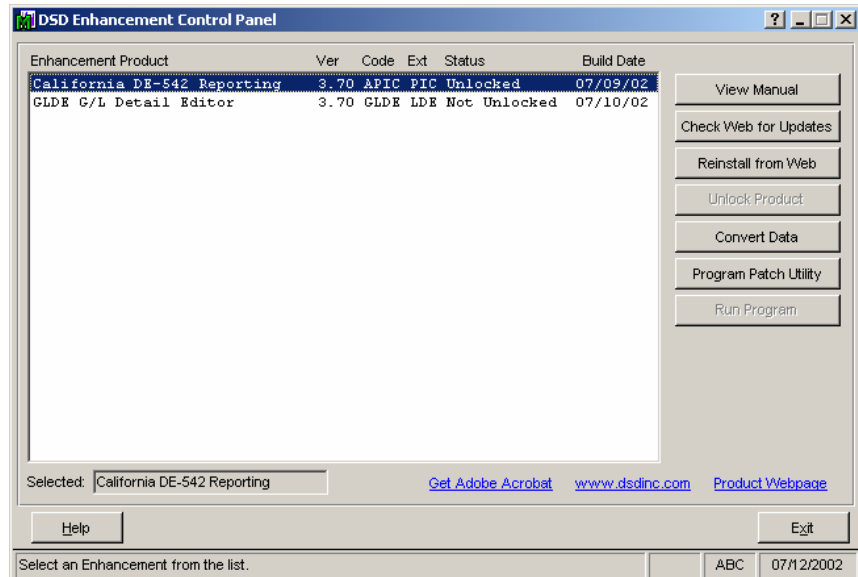 DSD Enhancement Control Panel
Enhancement Product Ver Code Ext Status Build Date
California DE-542 Reporting 3.70 APIC PIC Unlocked 07/09/02
GLDE G/L Detail Editor 3.70 GLDE LDE Not Unlocked 07/10/02
View Manual
Check Web for Updates
Reinstall from Web
Unlock Product
Convert Data
Program Patch Utility
Run Program
Selected: California DE-542 Reporting Get Adobe Acrobat www.dsdinc.com Product Webpage
Help Exit
Select an Enhancement from the list. ABC 07/12/2002